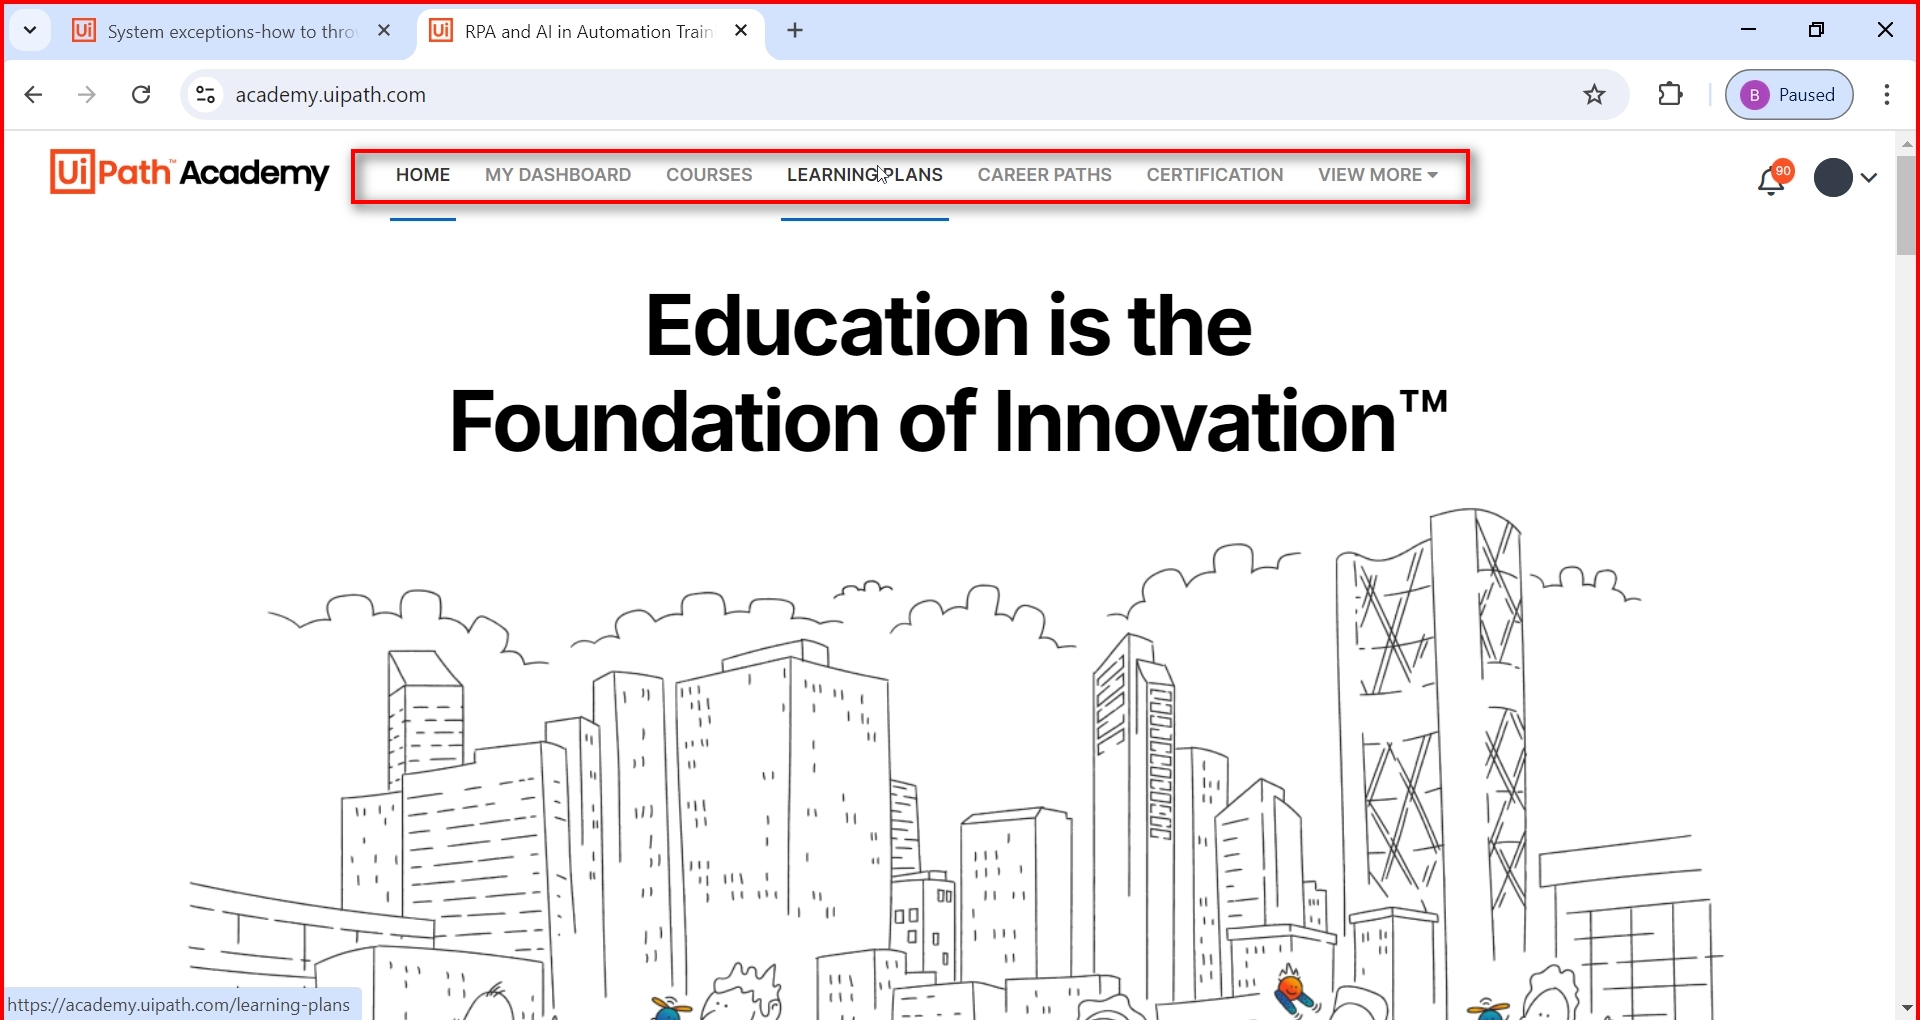 Ui System exceptions-how to thro
Ui RPA and AI in Automation Train
academy.uipath.com
B Paused
UiPath™ Academy
HOME MY DASHBOARD COURSES LEARNING PLANS CAREER PATHS CERTIFICATION VIEW MORE
90
Education is the
Foundation of Innovation™
https://academy.uipath.com/learning-plans